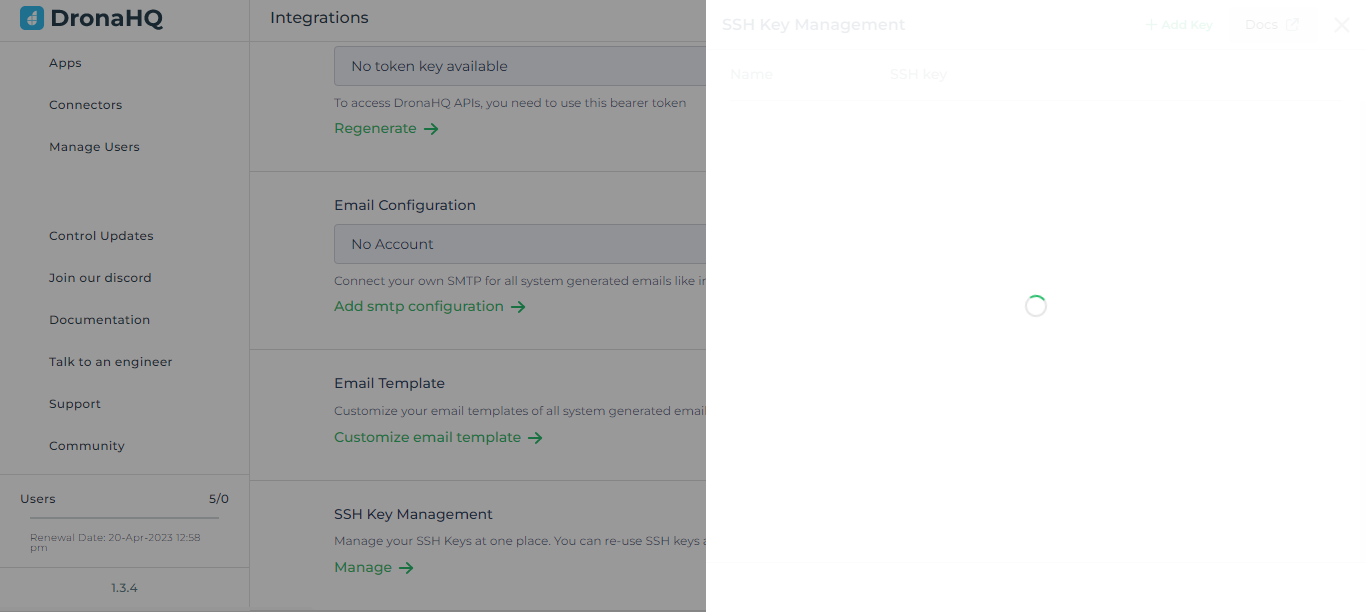 DronaHQ
Apps
Connectors
Manage Users
Control Updates
Join our discord
Documentation
Talk to an engineer
Support
Community
Users 5/0
Renewal Date: 20-Apr-2023 12:58
pm
1.3.4
Integrations
No token key available
To access DronaHQ APIs, you need to use this bearer token
Regenerate
Email Configuration
No Account
Connect your own SMTP for all system generated emails like
Add smtp configuration
Email Template
Customize your email templates of all system generated email
Customize email template
SSH Key Management
Manage your SSH Keys at one place. You can re-use SSH keys
Manage
SSH Key Management
+ Add Key
Docs
Name SSH key